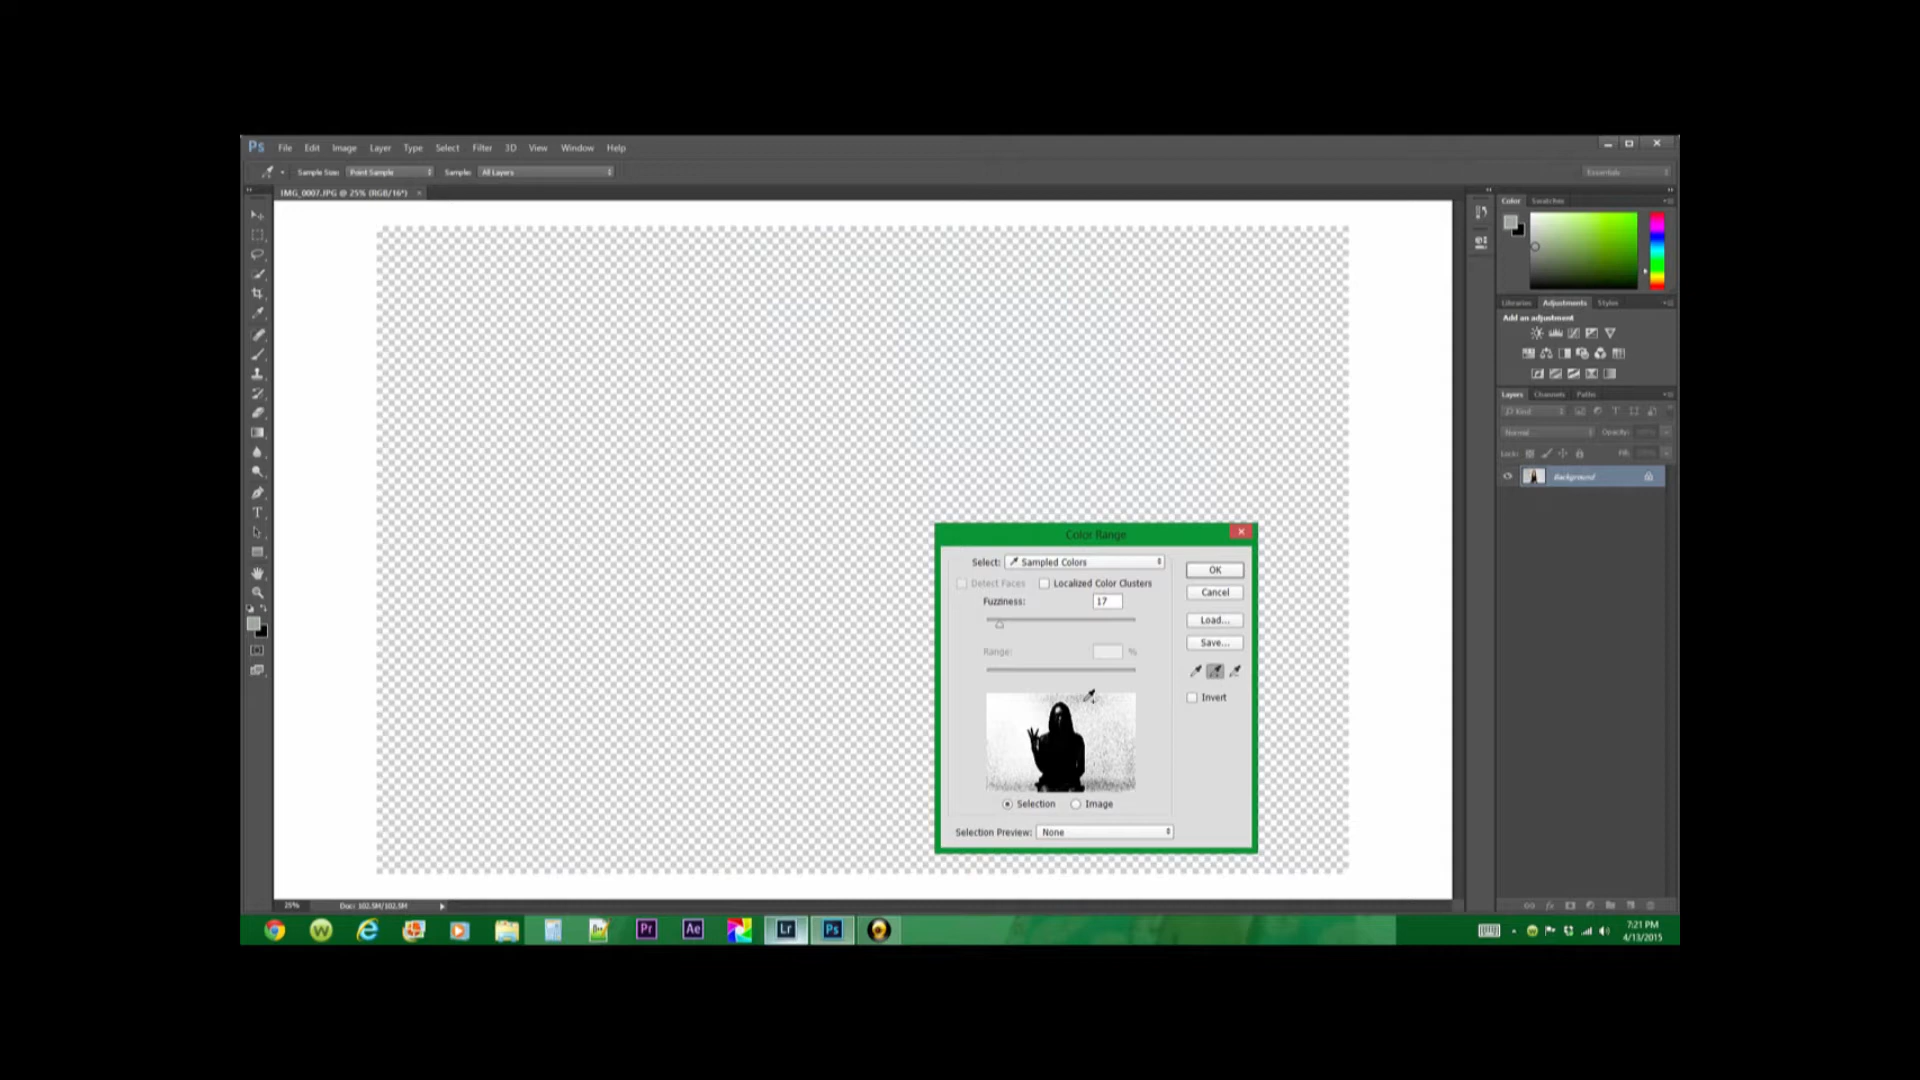 Ps File Edit Image Layer Type Select Filter 3D View Window Help
Sample Size: Point Sample Sample: All Layers Essentials
IMG_0007.JPG @ 25% (RGB/16*) ×
Color Swatches
Libraries Adjustments Styles
Add an adjustment
Layers Channels Paths
Kind
Normal Opacity:
Lock: Fill:
Background
Color Range
Select: Sampled Colors
Detect Faces Localized Color Clusters
Fuzziness: 17
Range: %
OK
Cancel
Load...
Save...
Invert
Selection Image
Selection Preview: None
25% Doc: 102.5M/102.5M
Pr Ae Lr Ps
7:21 PM
4/13/2015